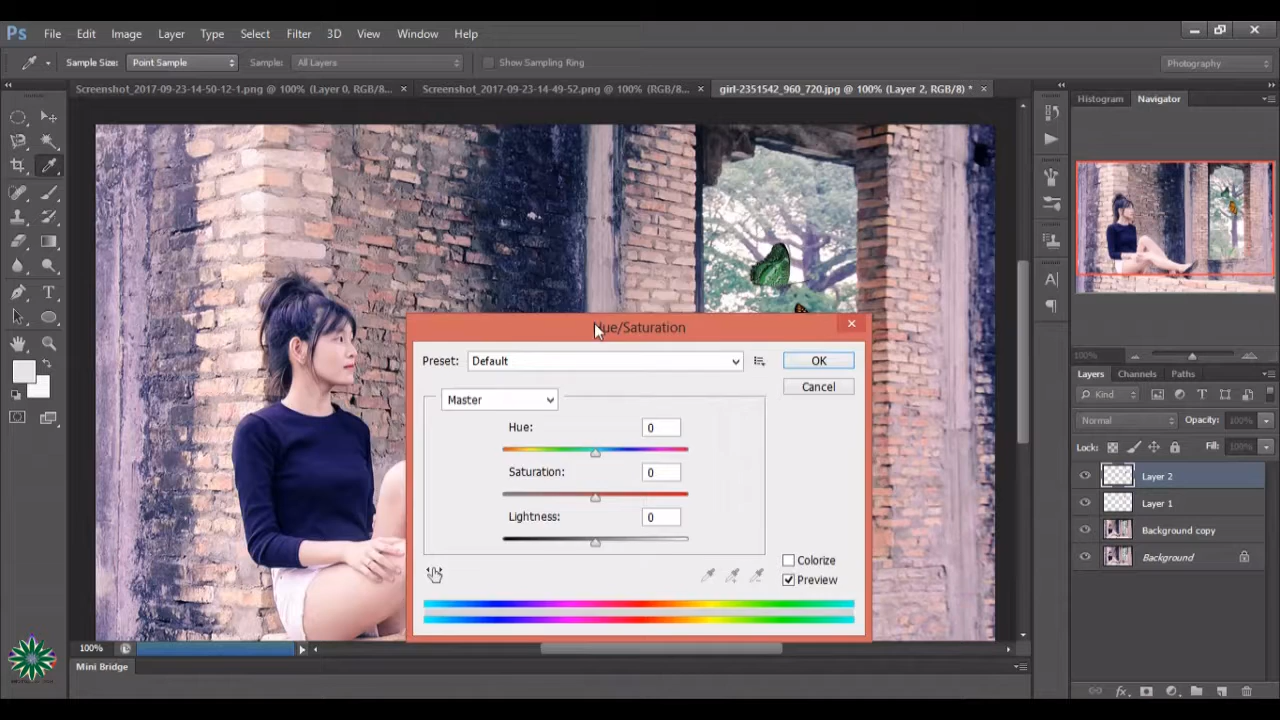 Ps File Edit Image Layer Type Select Filter 3D View Window Help
Sample Size: Point Sample Sample: All Layers Show Sampling Ring Photography
Screenshot_2017-09-23-14-50-12-1.png @ 100% (Layer 0, RGB/8... × Screenshot_2017-09-23-14-49-52.png @ 100% (RGB/8... × girl-2351542_960_720.jpg @ 100% (Layer 2, RGB/8) * ×
Histogram Navigator
Hue/Saturation
Preset: Default OK
Cancel
Master
Hue: 0
Saturation: 0
Lightness: 0
Colorize
Preview
100%
Layers Channels Paths
Kind
Normal Opacity: 100%
Lock: Fill: 100%
Layer 2
Layer 1
Background copy
Background
100%
Mini Bridge